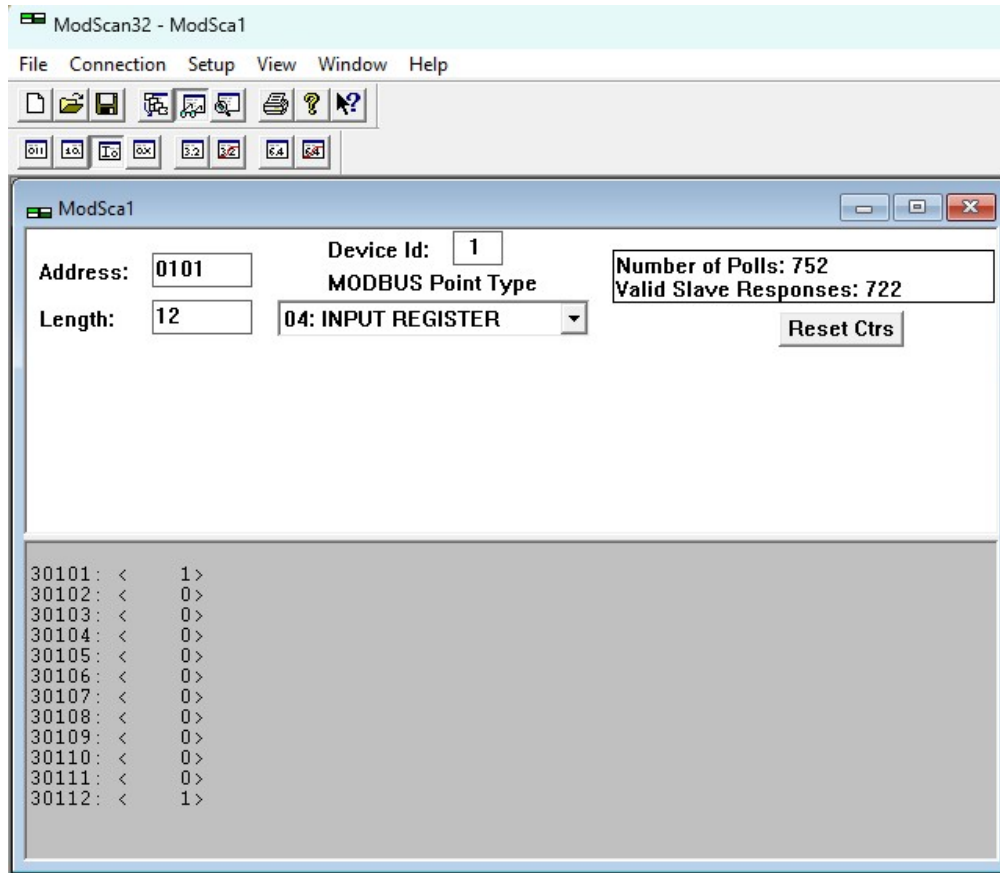 ModScan32 - ModSca1
File Connection Setup View Window Help
ModSca1
Address: 0101
Device Id: 1
MODBUS Point Type
Length: 12
04: INPUT REGISTER
Number of Polls: 752
Valid Slave Responses: 722
Reset Ctrs
30101: < 1>
30102: < 0>
30103: < 0>
30104: < 0>
30105: < 0>
30106: < 0>
30107: < 0>
30108: < 0>
30109: < 0>
30110: < 0>
30111: < 0>
30112: < 1>